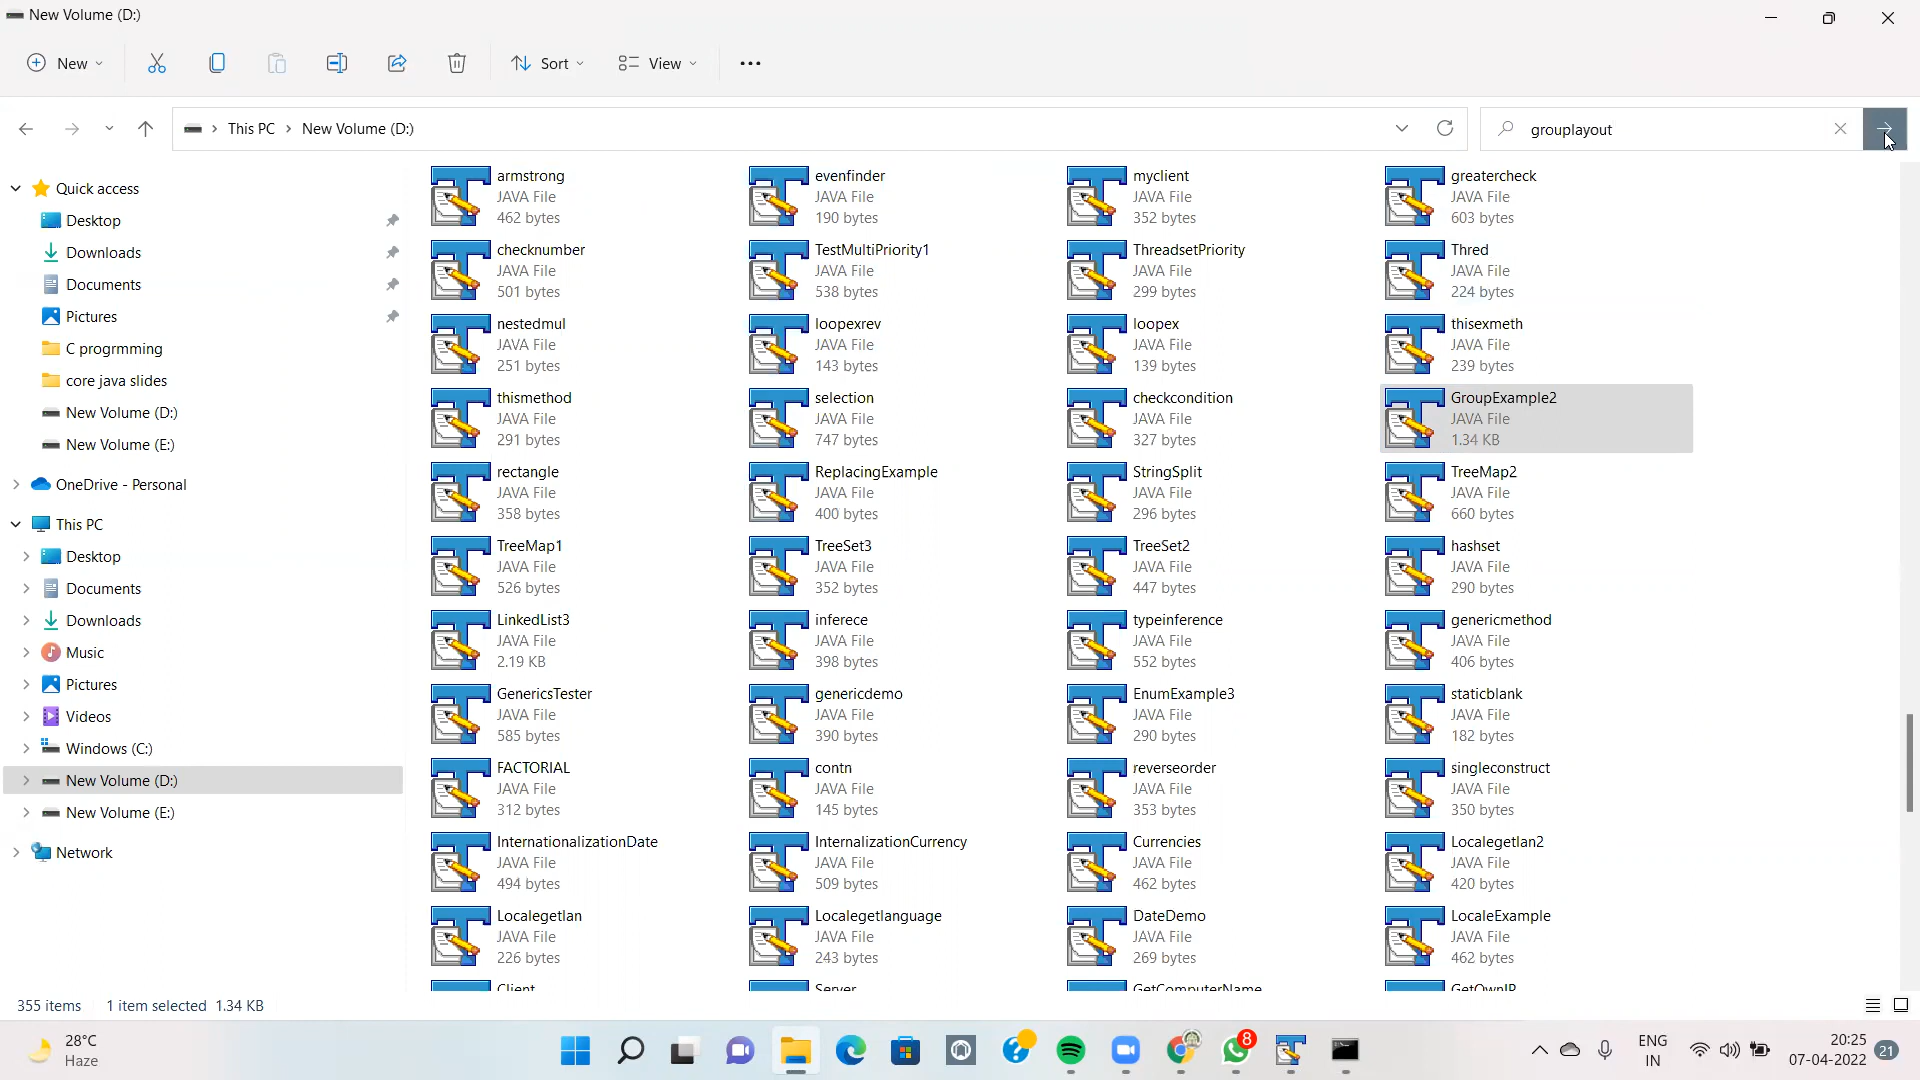 New Volume (D:)
New
Sort
View
This PC
New Volume (D:)
grouplayout
Quick access
Desktop
Downloads
Documents
Pictures
C progrmming
core java slides
New Volume (D:)
New Volume (E:)
OneDrive - Personal
This PC
Desktop
Documents
Downloads
Music
Pictures
Videos
Windows (C:)
New Volume (D:)
New Volume (E:)
Network
armstrong
JAVA File
462 bytes
evenfinder
JAVA File
190 bytes
myclient
JAVA File
352 bytes
greatercheck
JAVA File
603 bytes
checknumber
JAVA File
501 bytes
TestMultiPriority1
JAVA File
538 bytes
ThreadsetPriority
JAVA File
299 bytes
Thred
JAVA File
224 bytes
nestedmul
JAVA File
251 bytes
loopexrev
JAVA File
143 bytes
loopex
JAVA File
139 bytes
thisexmeth
JAVA File
239 bytes
thismethod
JAVA File
291 bytes
selection
JAVA File
747 bytes
checkcondition
JAVA File
327 bytes
GroupExample2
JAVA File
1.34 KB
rectangle
JAVA File
358 bytes
ReplacingExample
JAVA File
400 bytes
StringSplit
JAVA File
296 bytes
TreeMap2
JAVA File
660 bytes
TreeMap1
JAVA File
526 bytes
TreeSet3
JAVA File
352 bytes
TreeSet2
JAVA File
447 bytes
hashset
JAVA File
290 bytes
LinkedList3
JAVA File
2.19 KB
inferece
JAVA File
398 bytes
typeinference
JAVA File
552 bytes
genericmethod
JAVA File
406 bytes
GenericsTester
JAVA File
585 bytes
genericdemo
JAVA File
390 bytes
EnumExample3
JAVA File
290 bytes
staticblank
JAVA File
182 bytes
FACTORIAL
JAVA File
312 bytes
contn
JAVA File
145 bytes
reverseorder
JAVA File
353 bytes
singleconstruct
JAVA File
350 bytes
InternationalizationDate
JAVA File
494 bytes
InternalizationCurrency
JAVA File
509 bytes
Currencies
JAVA File
462 bytes
Localegetlan2
JAVA File
420 bytes
Localegetlan
JAVA File
226 bytes
Localegetlanguage
JAVA File
243 bytes
DateDemo
JAVA File
269 bytes
LocaleExample
JAVA File
462 bytes
Client
Server
GetComputerName
GetOwnIP
355 items
1 item selected 1.34 KB
28°C
Haze
8
ENG
IN
20:25
07-04-2022
21